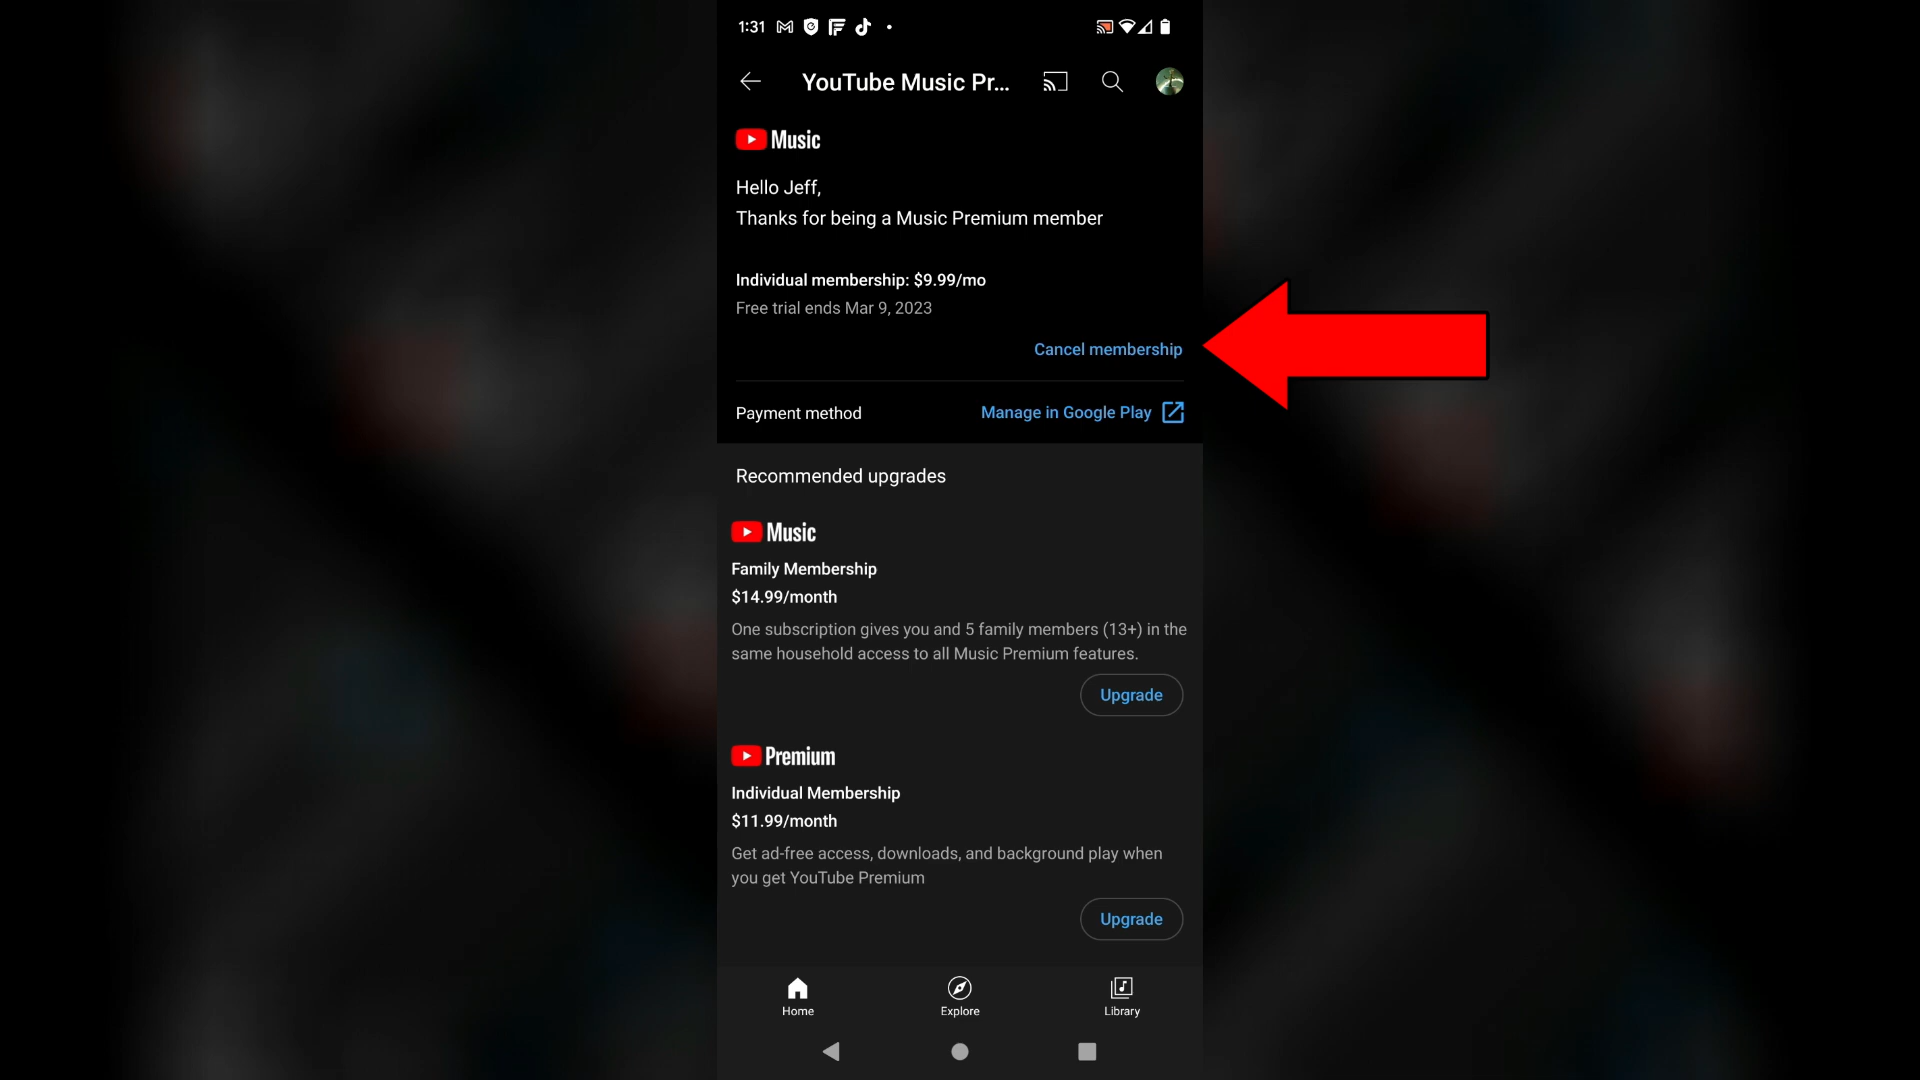 1:31
YouTube Music Pr...
Music
Hello Jeff,
Thanks for being a Music Premium member
Individual membership: $9.99/mo
Free trial ends Mar 9, 2023
Cancel membership
Payment method Manage in Google Play
Recommended upgrades
Music
Family Membership
$14.99/month
One subscription gives you and 5 family members (13+) in the
same household access to all Music Premium features.
Upgrade
Premium
Individual Membership
$11.99/month
Get ad-free access, downloads, and background play when
you get YouTube Premium
Upgrade
Home Explore Library